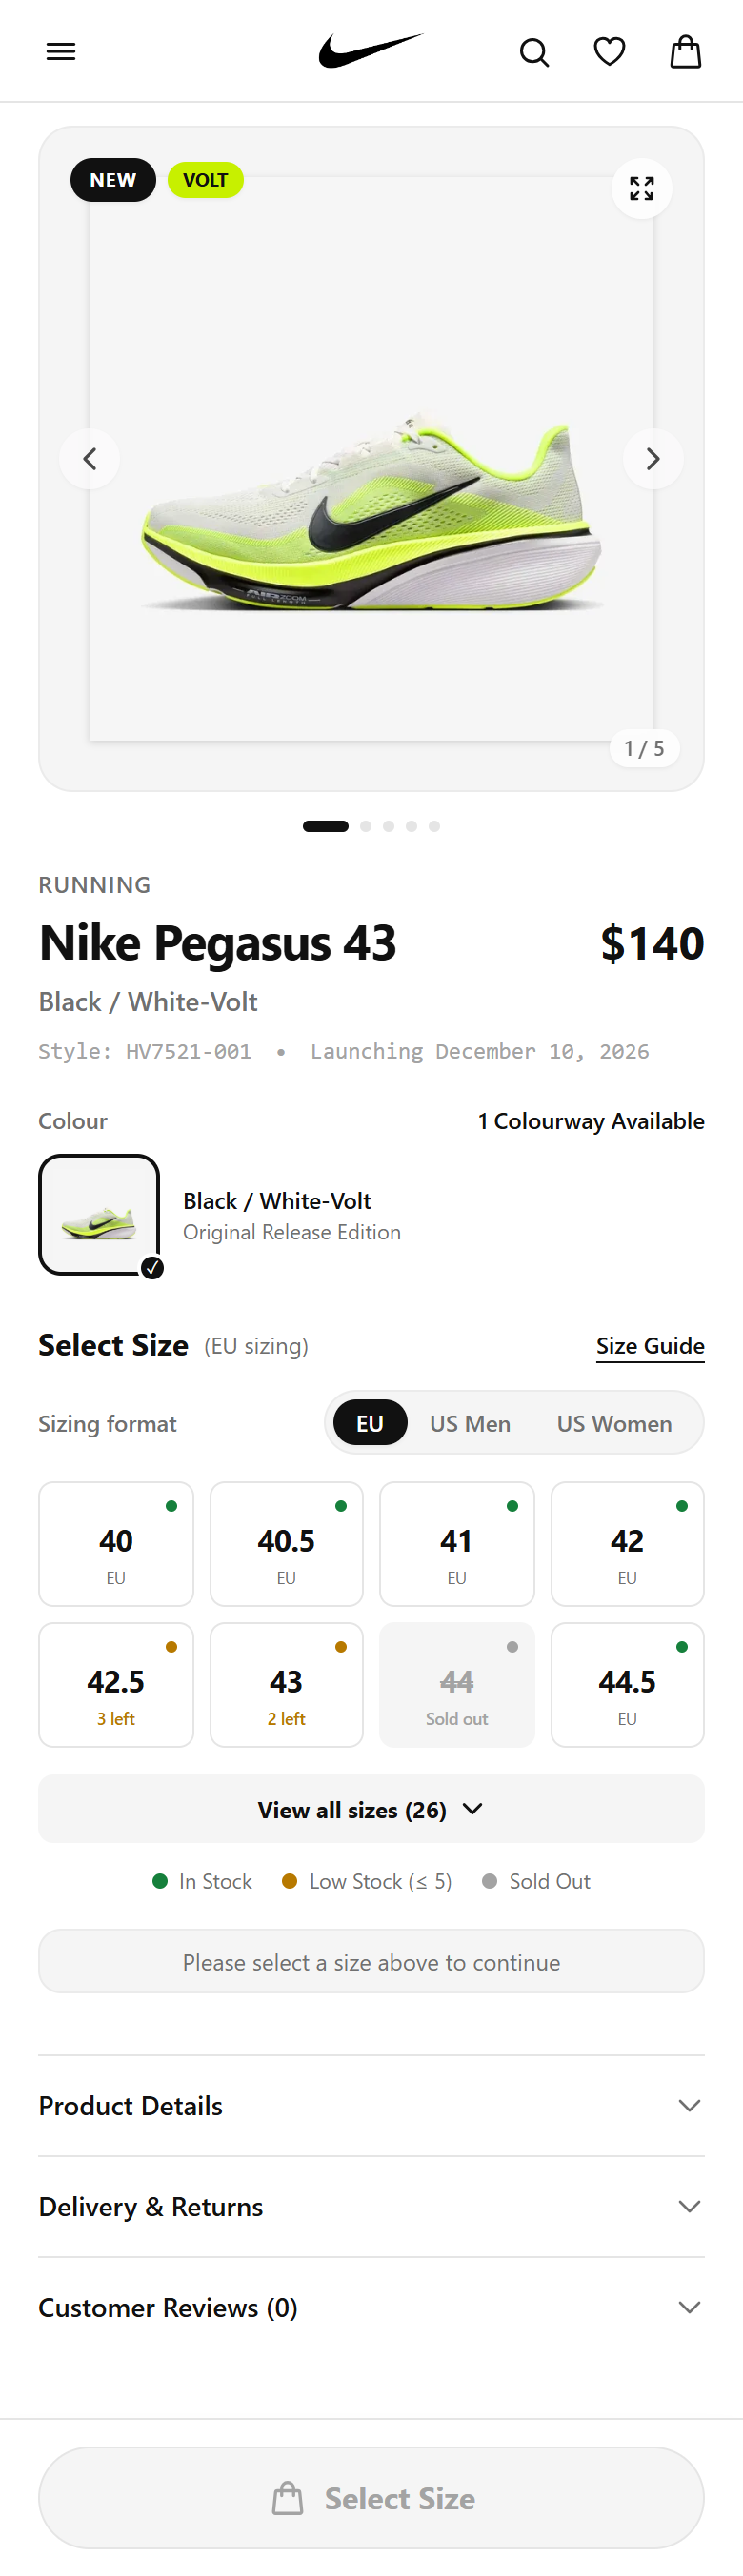 NEW VOLT
AIR ZOOM
1 / 5
RUNNING
Nike Pegasus 43 $140
Black / White-Volt
Style: HV7521-001 • Launching December 10, 2026
Colour 1 Colourway Available
Black / White-Volt
Original Release Edition
Select Size (EU sizing) Size Guide
Sizing format EU US Men US Women
40 40.5 41 42
EU EU EU EU
42.5 43 44 44.5
3 left 2 left Sold out EU
View all sizes (26)
In Stock Low Stock (≤ 5) Sold Out
Please select a size above to continue
Product Details
Delivery & Returns
Customer Reviews (0)
Select Size